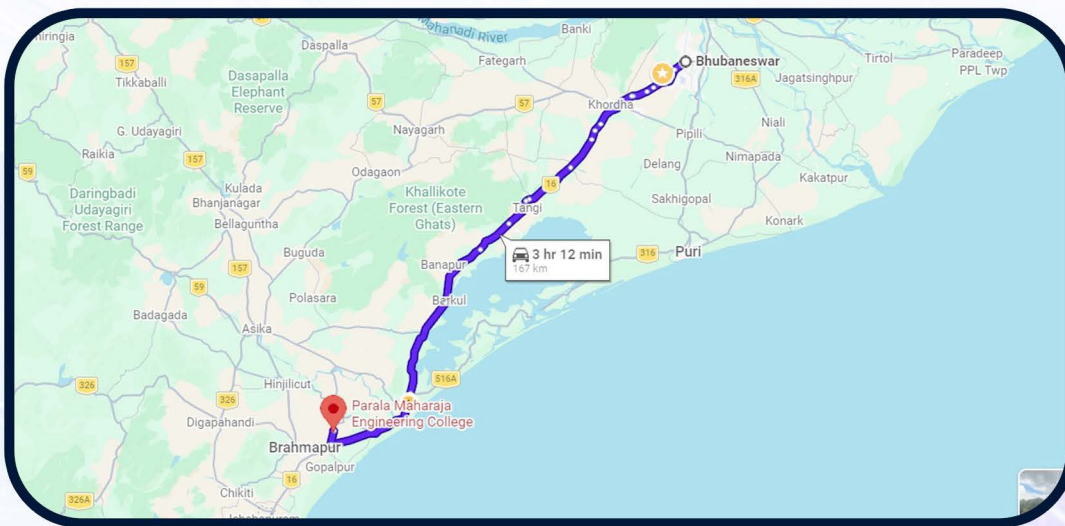 Mahanadi River
Banki
hiringia
Daspalla
Fategarh
Bhubaneswar
Tirtol
Paradeep
PPL Twp
157
Tikkaballi
Dasapalla
Elephant
Reserve
316A
Jagatsinghpur
57
57
Khordha
G. Udayagiri
Nayagarh
Pipili
Niali
Raikia
157
Delang
Nimapada
59
Odagaon
Kakatpur
Daringbadi
Udayagiri
Forest Range
Kulada
Bhanjanagar
Khallikote
Forest (Eastern
Ghats)
16
Tangi
Sakhigopal
Konark
Bellaguntha
Buguda
3 hr 12 min
167 km
316
Puri
157
Banapur
59
Polasara
Barkul
Badagada
Asika
326
Hinjilicut
516A
326
Parala Maharaja
Engineering College
Digapahandi
Brahmapur
Gopalpur
16
Chikiti
326A